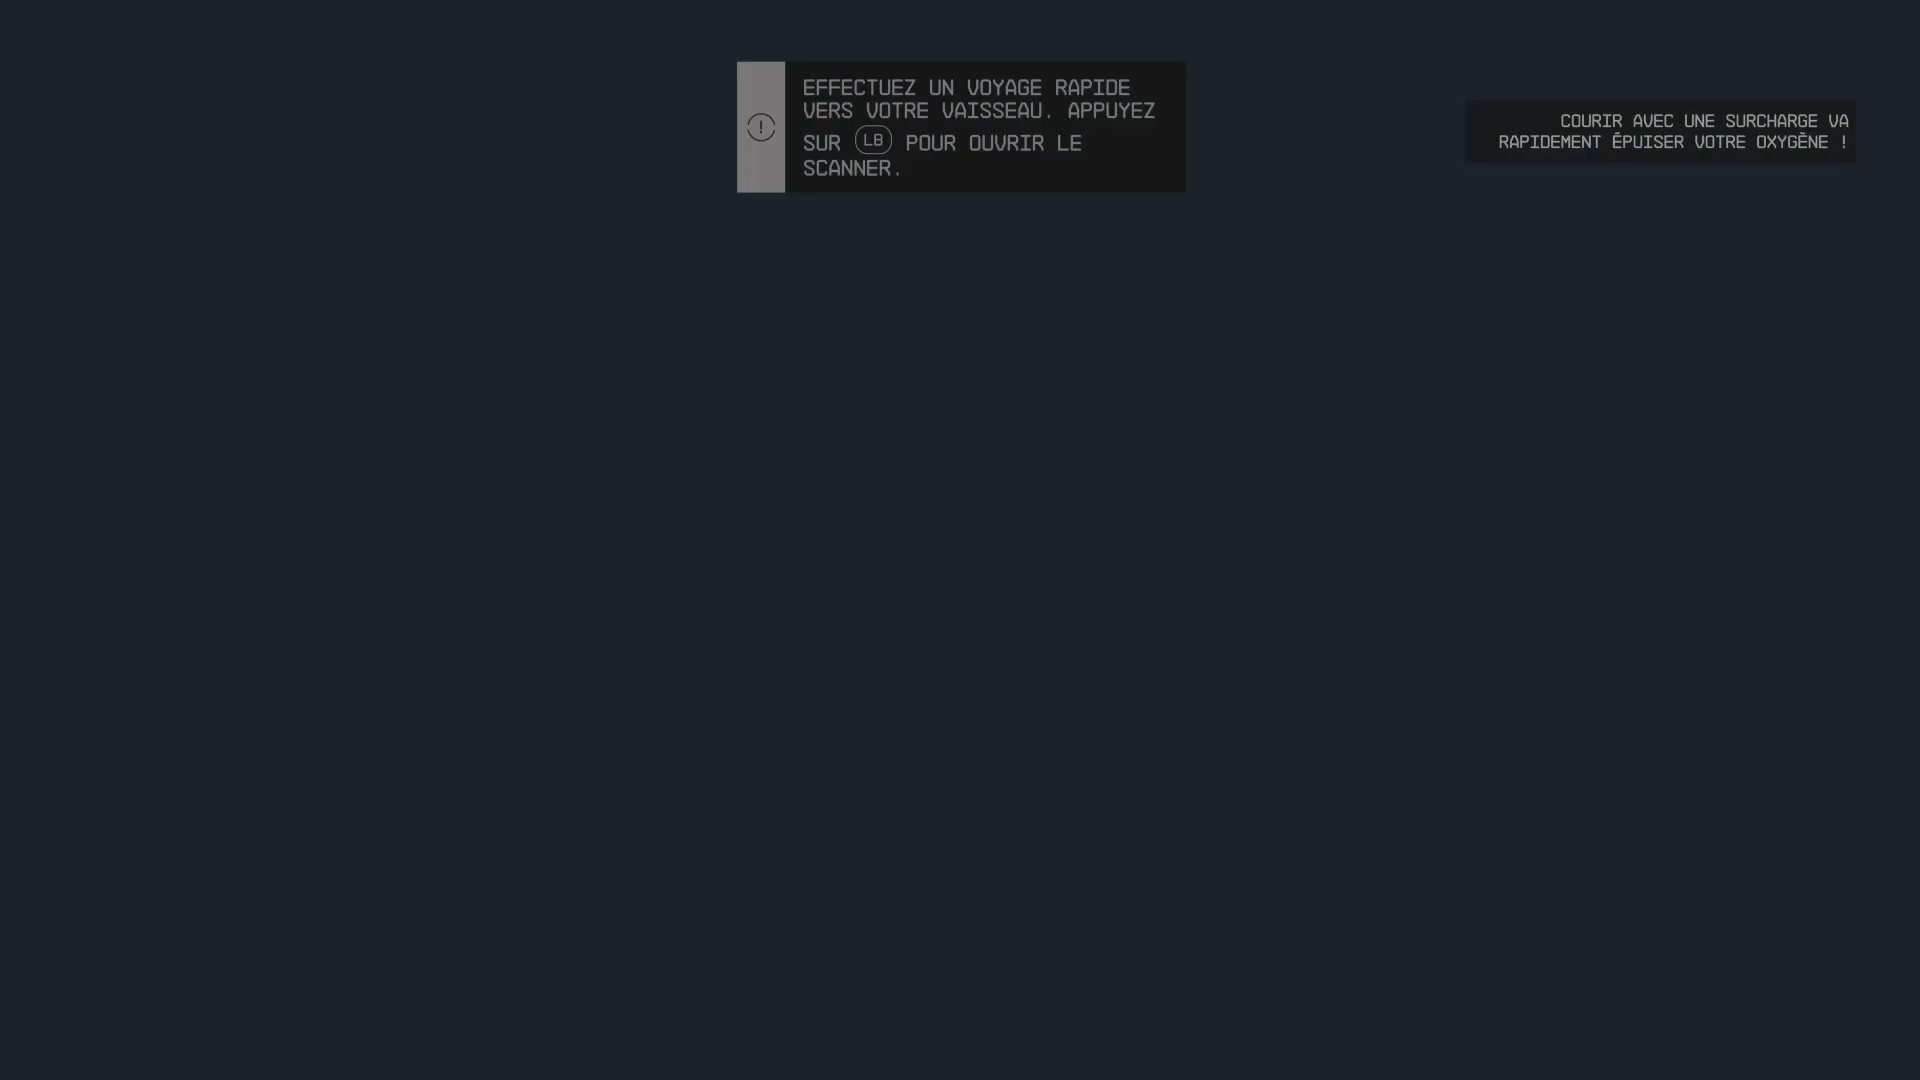 EFFECTUEZ UN VOYAGE RAPIDE
VERS VOTRE VAISSEAU. APPUYEZ
SUR LB POUR OUVRIR LE
SCANNER.
COURIR AVEC UNE SURCHARGE VA
RAPIDEMENT ÉPUISER VOTRE OXYGÈNE !